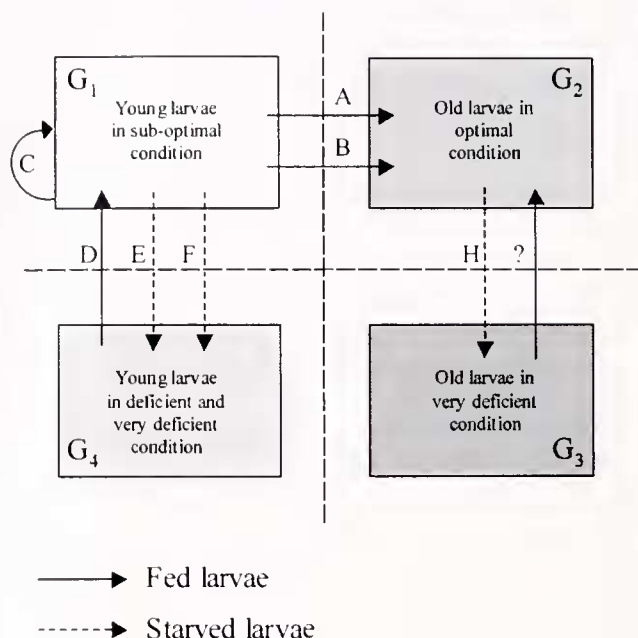 G1
Young larvae
in sub-optimal
condition
A
B
C
G2
Old larvae in
optimal
condition
D
E
F
H
?
Young larvae
in deficient and
very deficient
condition
G4
Old larvae in
very deficient
condition
G3
Fed larvae
Starved larvae